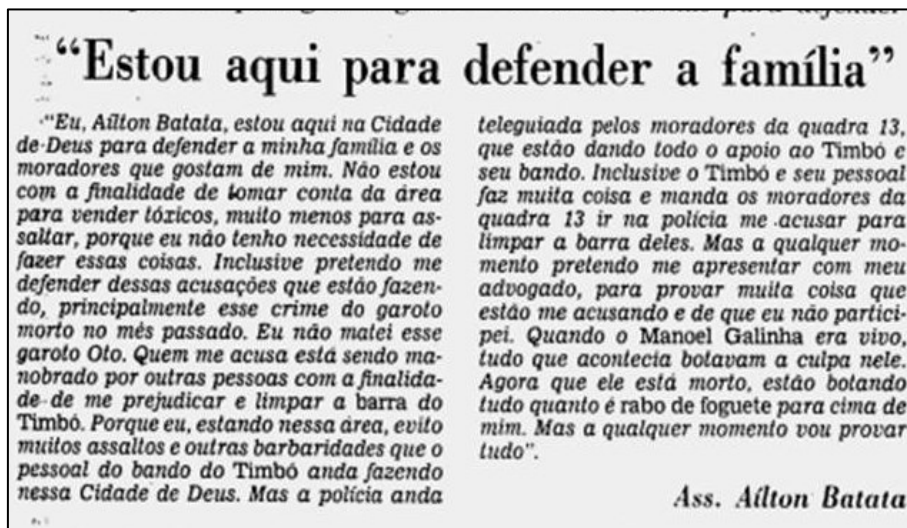 “Estou aqui para defender a família”
“Eu, Aílton Batata, estou aqui na Cidade
de Deus para defender a minha família e os
moradores que gostam de mim. Não estou
com a finalidade de tomar conta da área
para vender tóxicos, muito menos para as-
saltar, porque eu não tenho necessidade de
fazer essas coisas. Inclusive pretendo me
defender dessas acusações que estão fazen-
do, principalmente esse crime do garoto
morto no mês passado. Eu não matei esse
garoto Oto. Quem me acusa está sendo ma-
nobrado por outras pessoas com a finalida-
de de me prejudicar e limpar a barra do
Timbó. Porque eu, estando nessa área, evito
muitos assaltos e outras barbaridades que o
pessoal do bando do Timbó anda fazendo
nessa Cidade de Deus. Mas a polícia anda
teleguiada pelos moradores da quadra 13,
que estão dando todo o apoio ao Timbó e
seu bando. Inclusive o Timbó e seu pessoal
faz muita coisa e manda os moradores da
quadra 13 ir na polícia me acusar para
limpar a barra deles. Mas a qualquer mo-
mento pretendo me apresentar com meu
advogado, para provar muita coisa que
estão me acusando e de que eu não partici-
pei. Quando o Manoel Galinha era vivo,
tudo que acontecia botavam a culpa nele.
Agora que ele está morto, estão botando
tudo quanto é rabo de foguete para cima de
mim. Mas a qualquer momento vou provar
tudo”.
Ass. Aílton Batata